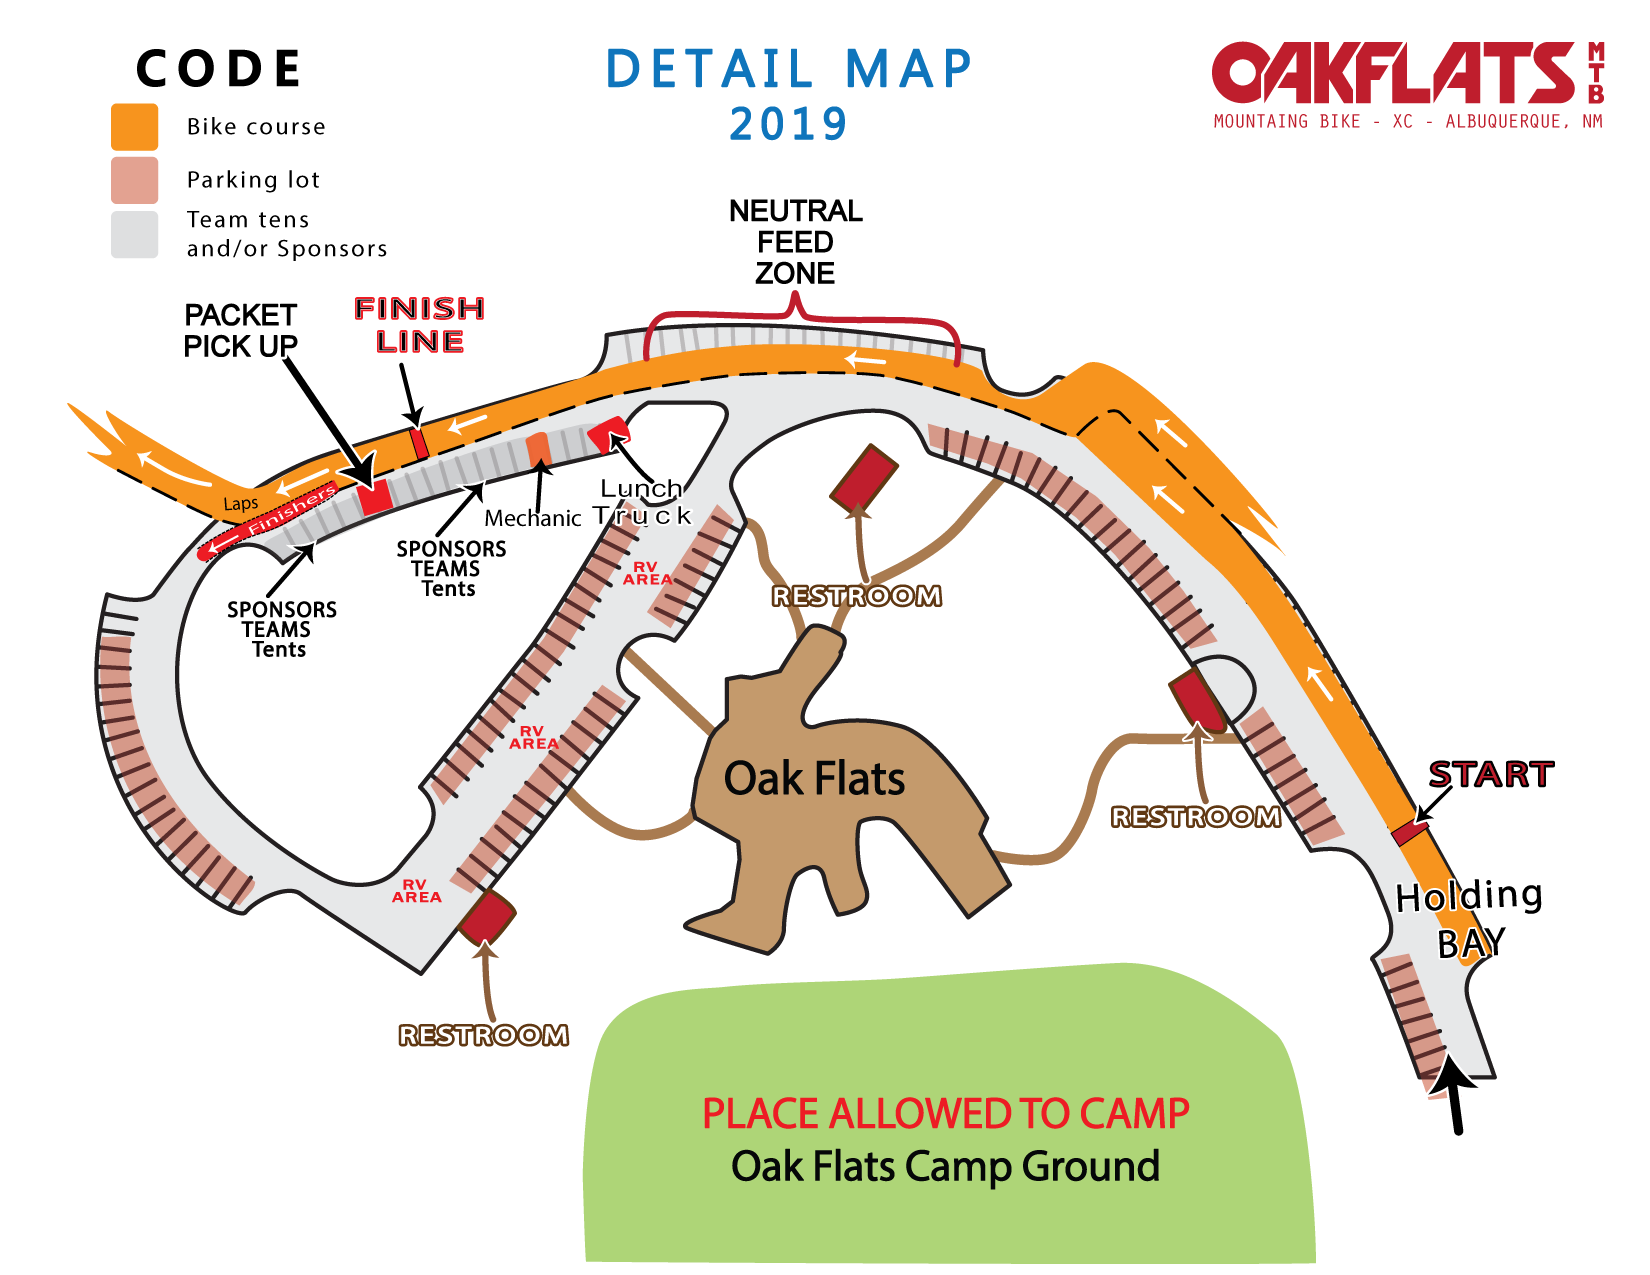 CODE
Bike course
Parking lot
Team tens
and/or Sponsors
DETAIL MAP
2019
OAKFLATS
MTB
MOUNTAING BIKE - XC - ALBUQUERQUE, NM
NEUTRAL
FEED
ZONE
PACKET
PICK UP
FINISH
LINE
Laps
Finishers
Lunch
Truck
Mechanic
SPONSORS
TEAMS
Tents
SPONSORS
TEAMS
Tents
RV
AREA
RESTROOM
RV
AREA
Oak Flats
START
RESTROOM
RV
AREA
Holding
BAY
RESTROOM
PLACE ALLOWED TO CAMP
Oak Flats Camp Ground